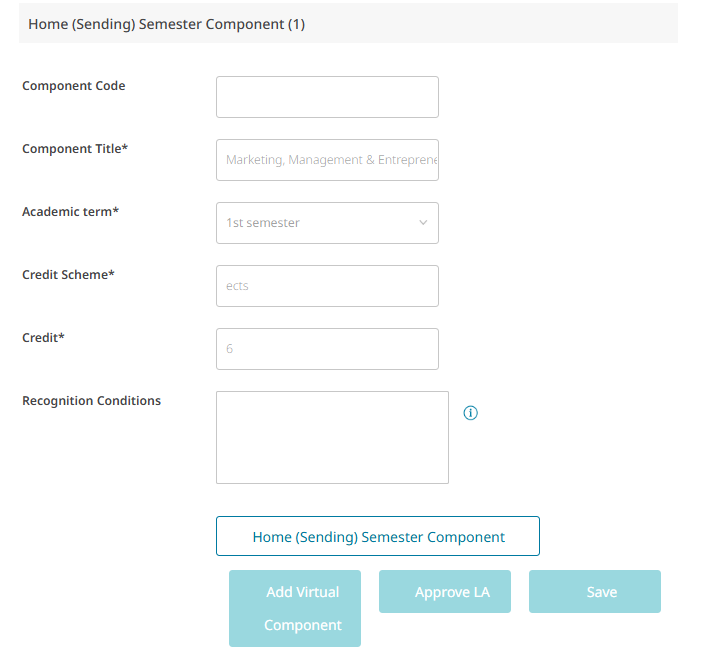 Home (Sending) Semester Component (1)
Component Code
Component Title*
Marketing, Management & Entreprene
Academic term*
1st semester
Credit Scheme*
ects
Credit*
6
Recognition Conditions
Home (Sending) Semester Component
Add Virtual
Component
Approve LA
Save